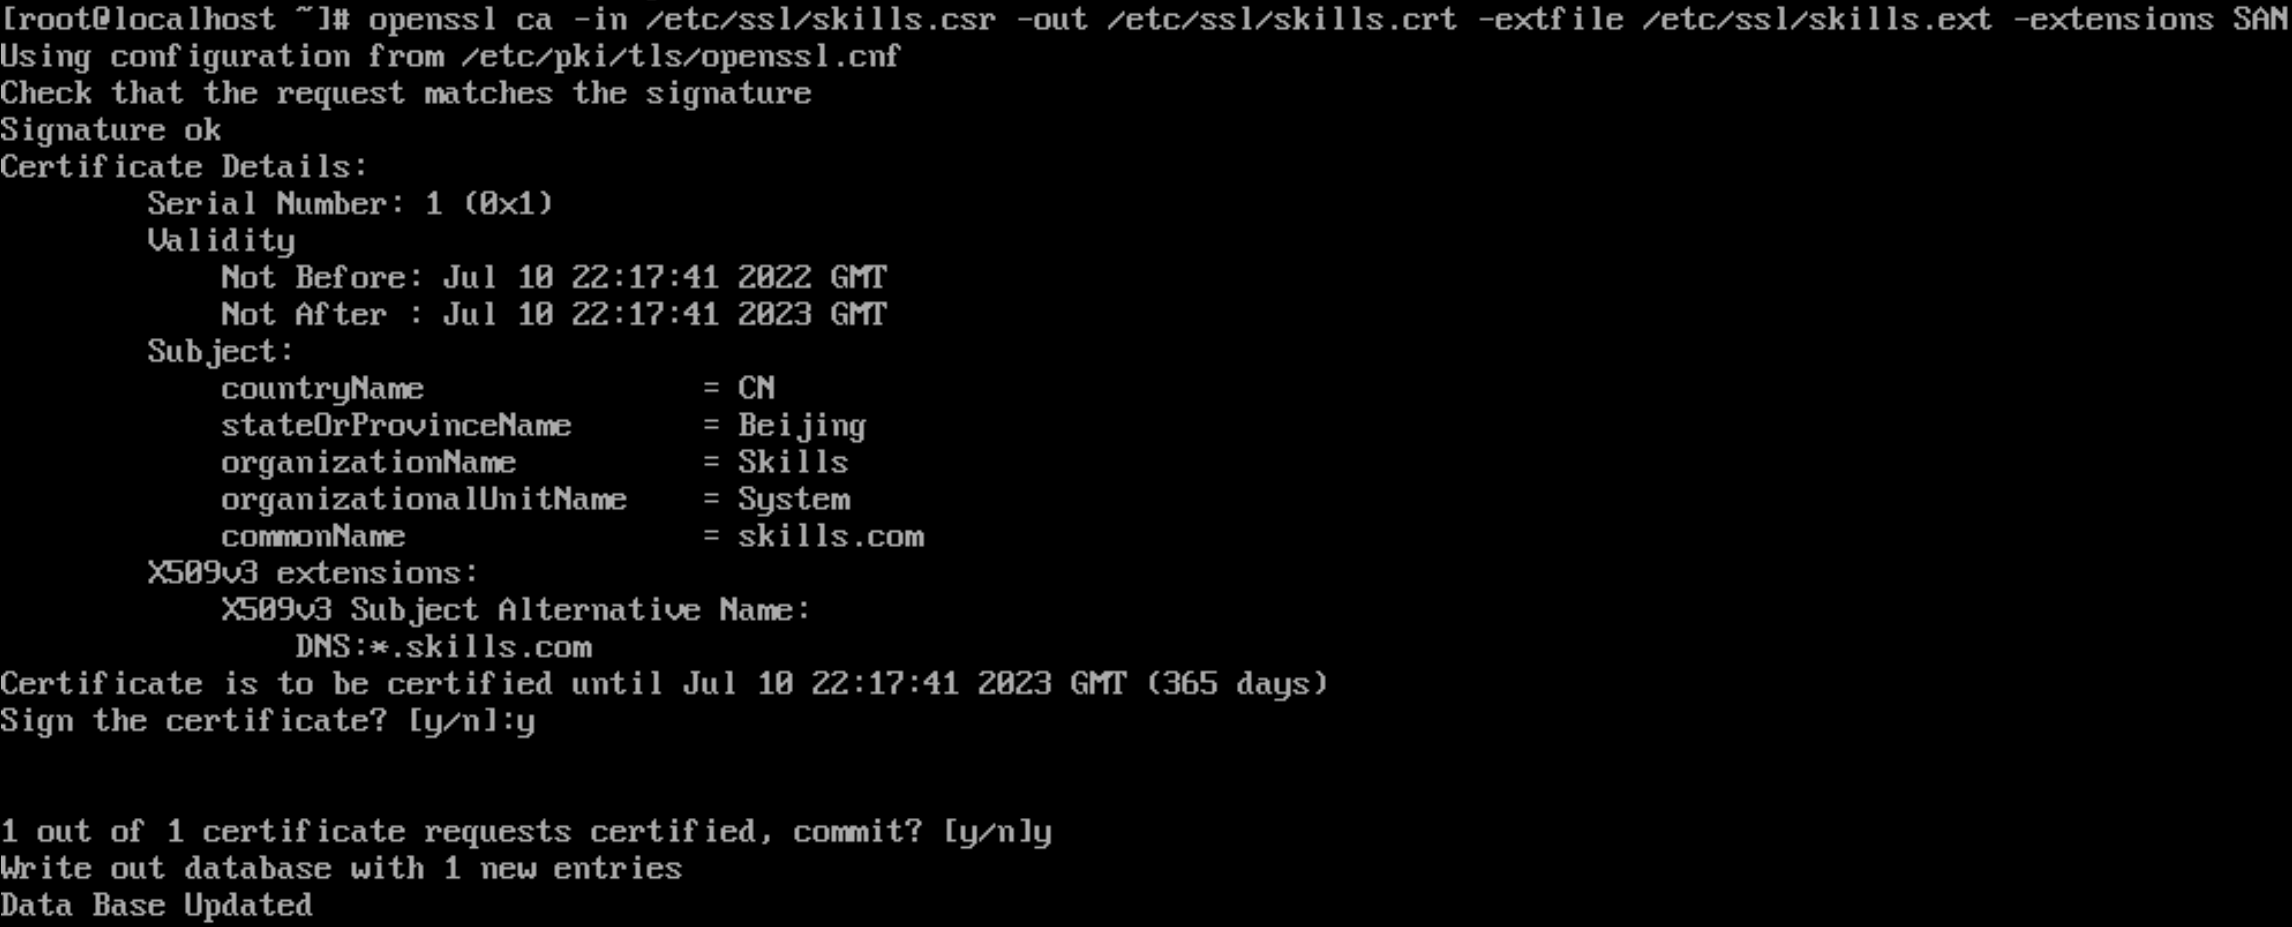 [root@localhost ~]# openssl ca -in /etc/ssl/skills.csr -out /etc/ssl/skills.crt -extfile /etc/ssl/skills.ext -extensions SAN
Using configuration from /etc/pki/tls/openssl.cnf
Check that the request matches the signature
Signature ok
Certificate Details:
        Serial Number: 1 (0x1)
        Validity
            Not Before: Jul 10 22:17:41 2022 GMT
            Not After : Jul 10 22:17:41 2023 GMT
        Subject:
            countryName               = CN
            stateOrProvinceName       = Beijing
            organizationName          = Skills
            organizationalUnitName    = System
            commonName                = skills.com
        X509v3 extensions:
            X509v3 Subject Alternative Name:
                DNS:*.skills.com
Certificate is to be certified until Jul 10 22:17:41 2023 GMT (365 days)
Sign the certificate? [y/n]:y
1 out of 1 certificate requests certified, commit? [y/n]y
Write out database with 1 new entries
Data Base Updated